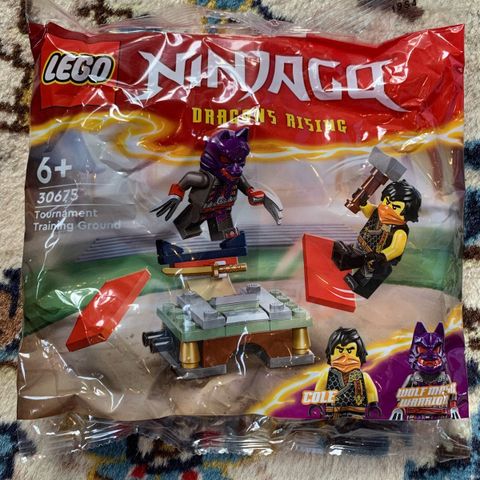 LEGO
NINJAGO
DRAGONS RISING
6+
30675
Tournament
Training Ground
COLE
WOLF MASK
WARRIOR